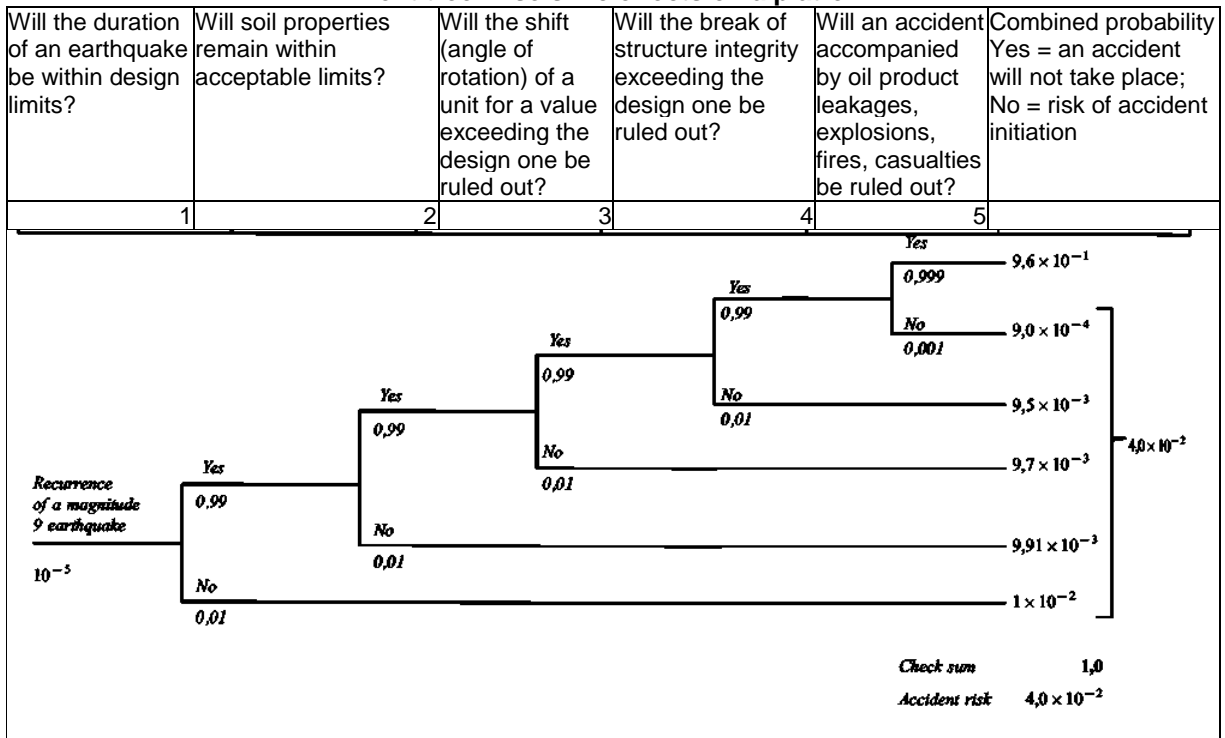 Will the duration
of an earthquake
be within design
limits?
Will soil properties
remain within
acceptable limits?
Will the shift
(angle of
rotation) of a
unit for a value
exceeding the
design one be
ruled out?
Will the break of
structure integrity
exceeding the
design one be
ruled out?
Will an accident
accompanied
by oil product
leakages,
explosions,
fires, casualties
be ruled out?
Combined probability
Yes = an accident
will not take place;
No = risk of accident
initiation
1
2
3
4
5
Yes
0,999
9,6 × 10⁻¹
Yes
0,99
No
0,001
9,0 × 10⁻⁴
Yes
0,99
No
0,01
9,5 × 10⁻³
Yes
0,99
No
0,01
9,7 × 10⁻³
4,0 × 10⁻²
Yes
0,99
No
0,01
9,91 × 10⁻³
Recurrence
of a magnitude
9 earthquake
10⁻⁵
No
0,01
1 × 10⁻²
Check sum 1,0
Accident risk 4,0 × 10⁻²